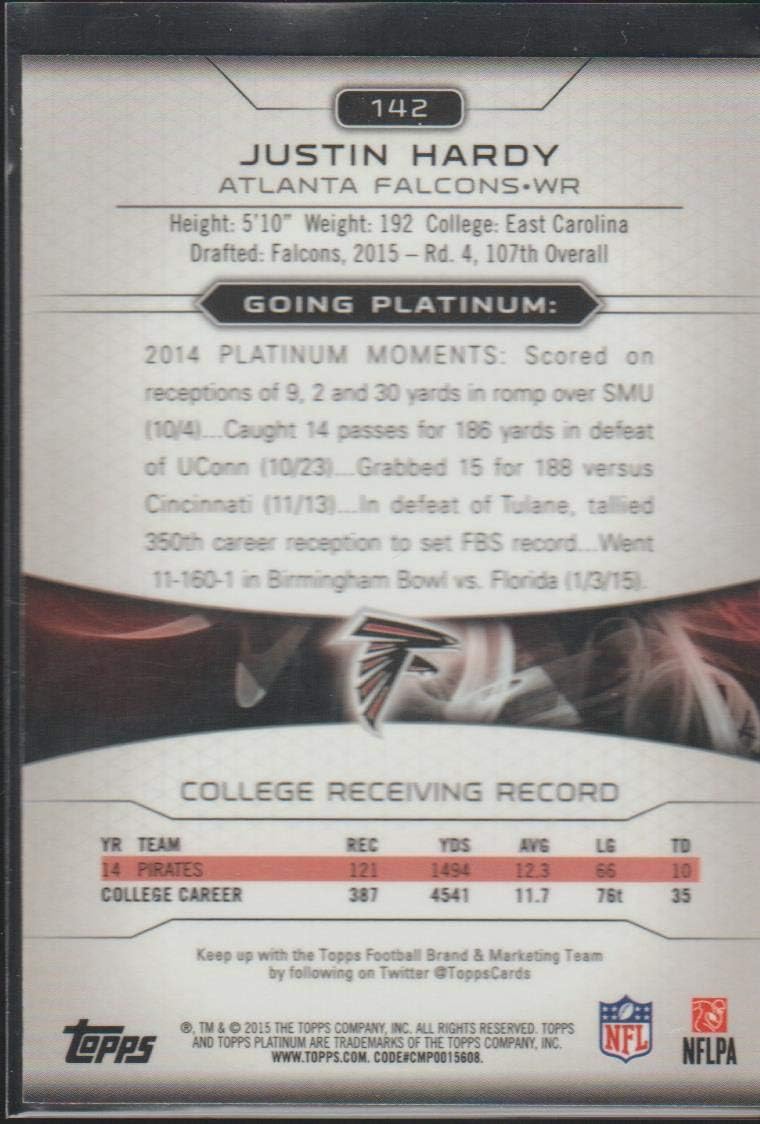 142
JUSTIN HARDY
ATLANTA FALCONS•WR
Height: 5'10" Weight: 192 College: East Carolina
Drafted: Falcons, 2015 – Rd. 4, 107th Overall
GOING PLATINUM:
2014 PLATINUM MOMENTS: Scored on
receptions of 9, 2 and 30 yards in romp over SMU
(10/4)...Caught 14 passes for 186 yards in defeat
of UConn (10/23)...Grabbed 15 for 188 versus
Cincinnati (11/13)...In defeat of Tulane, tallied
350th career reception to set FBS record...Went
11-160-1 in Birmingham Bowl vs. Florida (1/3/15).
COLLEGE RECEIVING RECORD
YR TEAM REC YDS AVG LG TD
14 PIRATES 121 1494 12.3 66 10
COLLEGE CAREER 387 4541 11.7 76t 35
Keep up with the Topps Football Brand & Marketing Team
by following on Twitter @ToppsCards
topps
®, TM & © 2015 THE TOPPS COMPANY, INC. ALL RIGHTS RESERVED. TOPPS
AND TOPPS PLATINUM ARE TRADEMARKS OF THE TOPPS COMPANY, INC.
WWW.TOPPS.COM. CODE#CMP0015608.
NFL
NFLPA